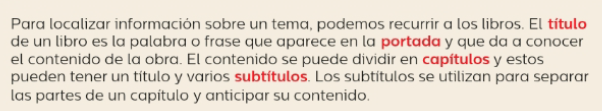 Para localizar información sobre un tema, podemos recurrir a los libros. El título
de un libro es la palabra o frase que aparece en la portada y que da a conocer
el contenido de la obra. El contenido se puede dividir en capítulos y estos
pueden tener un título y varios subtítulos. Los subtítulos se utilizan para separar
las partes de un capítulo y anticipar su contenido.